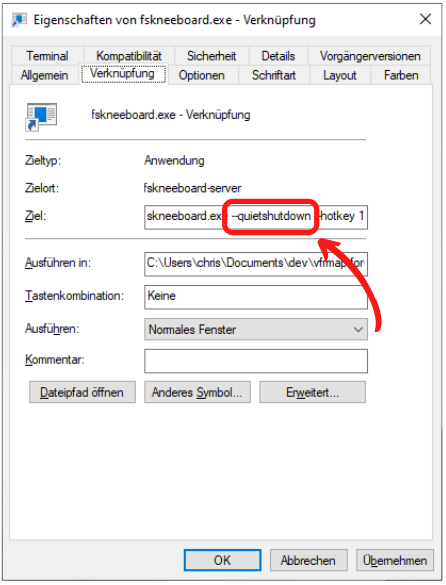 Eigenschaften von fskneeboard.exe - Verknüpfung
Terminal Kompatibilität Sicherheit Details Vorgängerversionen
Allgemein Verknüpfung Optionen Schriftart Layout Farben
fskneeboard.exe - Verknüpfung
Zieltyp: Anwendung
Zielort: fskneeboard-server
Ziel: skneeboard.exe --quietshutdown --hotkey 1
Ausführen in: C:\Users\chris\Documents\dev\vfrmap-for-
Tastenkombination: Keine
Ausführen: Normales Fenster
Kommentar:
Dateipfad öffnen Anderes Symbol... Erweitert...
OK Abbrechen Übernehmen